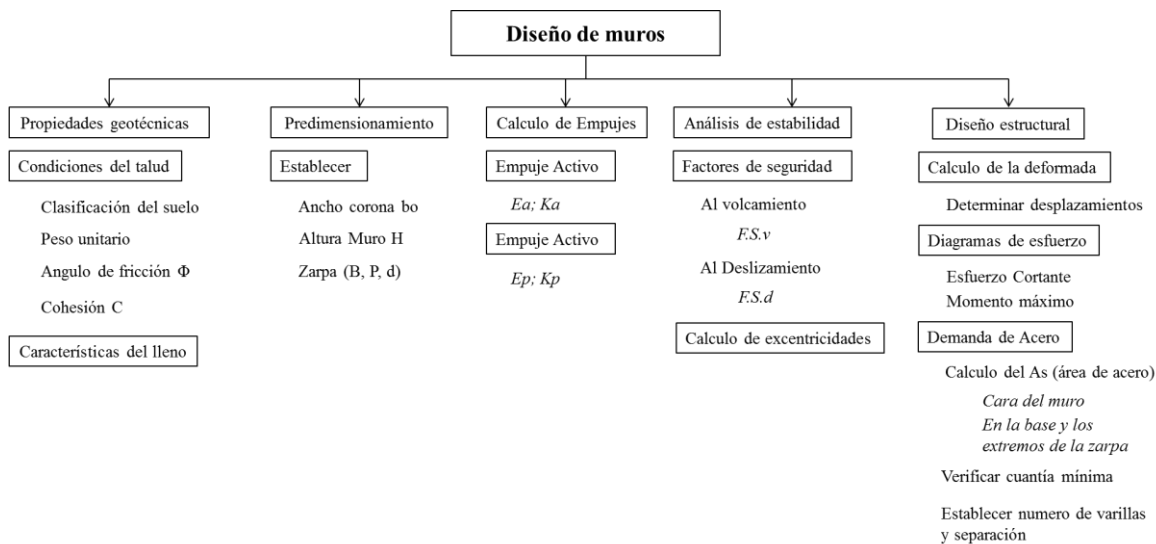 Diseño de muros
Propiedades geotécnicas
Condiciones del talud
Clasificación del suelo
Peso unitario
Angulo de fricción Φ
Cohesión C
Características del lleno
Predimensionamiento
Establecer
Ancho corona bo
Altura Muro H
Zarpa (B, P, d)
Calculo de Empujes
Empuje Activo
Ea; Ka
Empuje Activo
Ep; Kp
Análisis de estabilidad
Factores de seguridad
Al volcamiento
F.S.v
Al Deslizamiento
F.S.d
Calculo de excentricidades
Diseño estructural
Calculo de la deformada
Determinar desplazamientos
Diagramas de esfuerzo
Esfuerzo Cortante
Momento máximo
Demanda de Acero
Calculo del As (área de acero)
Cara del muro
En la base y los
extremos de la zarpa
Verificar cuantía mínima
Establecer numero de varillas
y separación